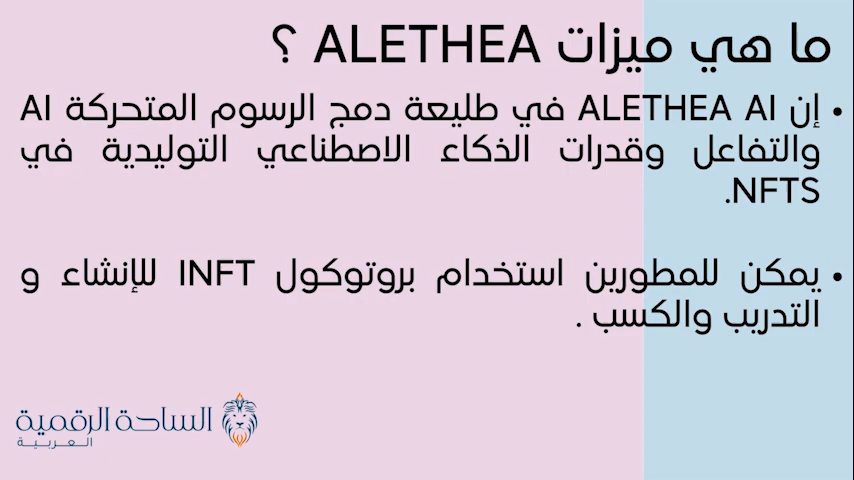 ما هي ميزات ALETHEA ؟
• إن ALETHEA AI في طليعة دمج الرسوم المتحركة AI
والتفاعل وقدرات الذكاء الاصطناعي التوليدية في
NFTS.
• يمكن للمطورين استخدام بروتوكول INFT للإنشاء و
التدريب والكسب .
الساحة الرقمية
العربية